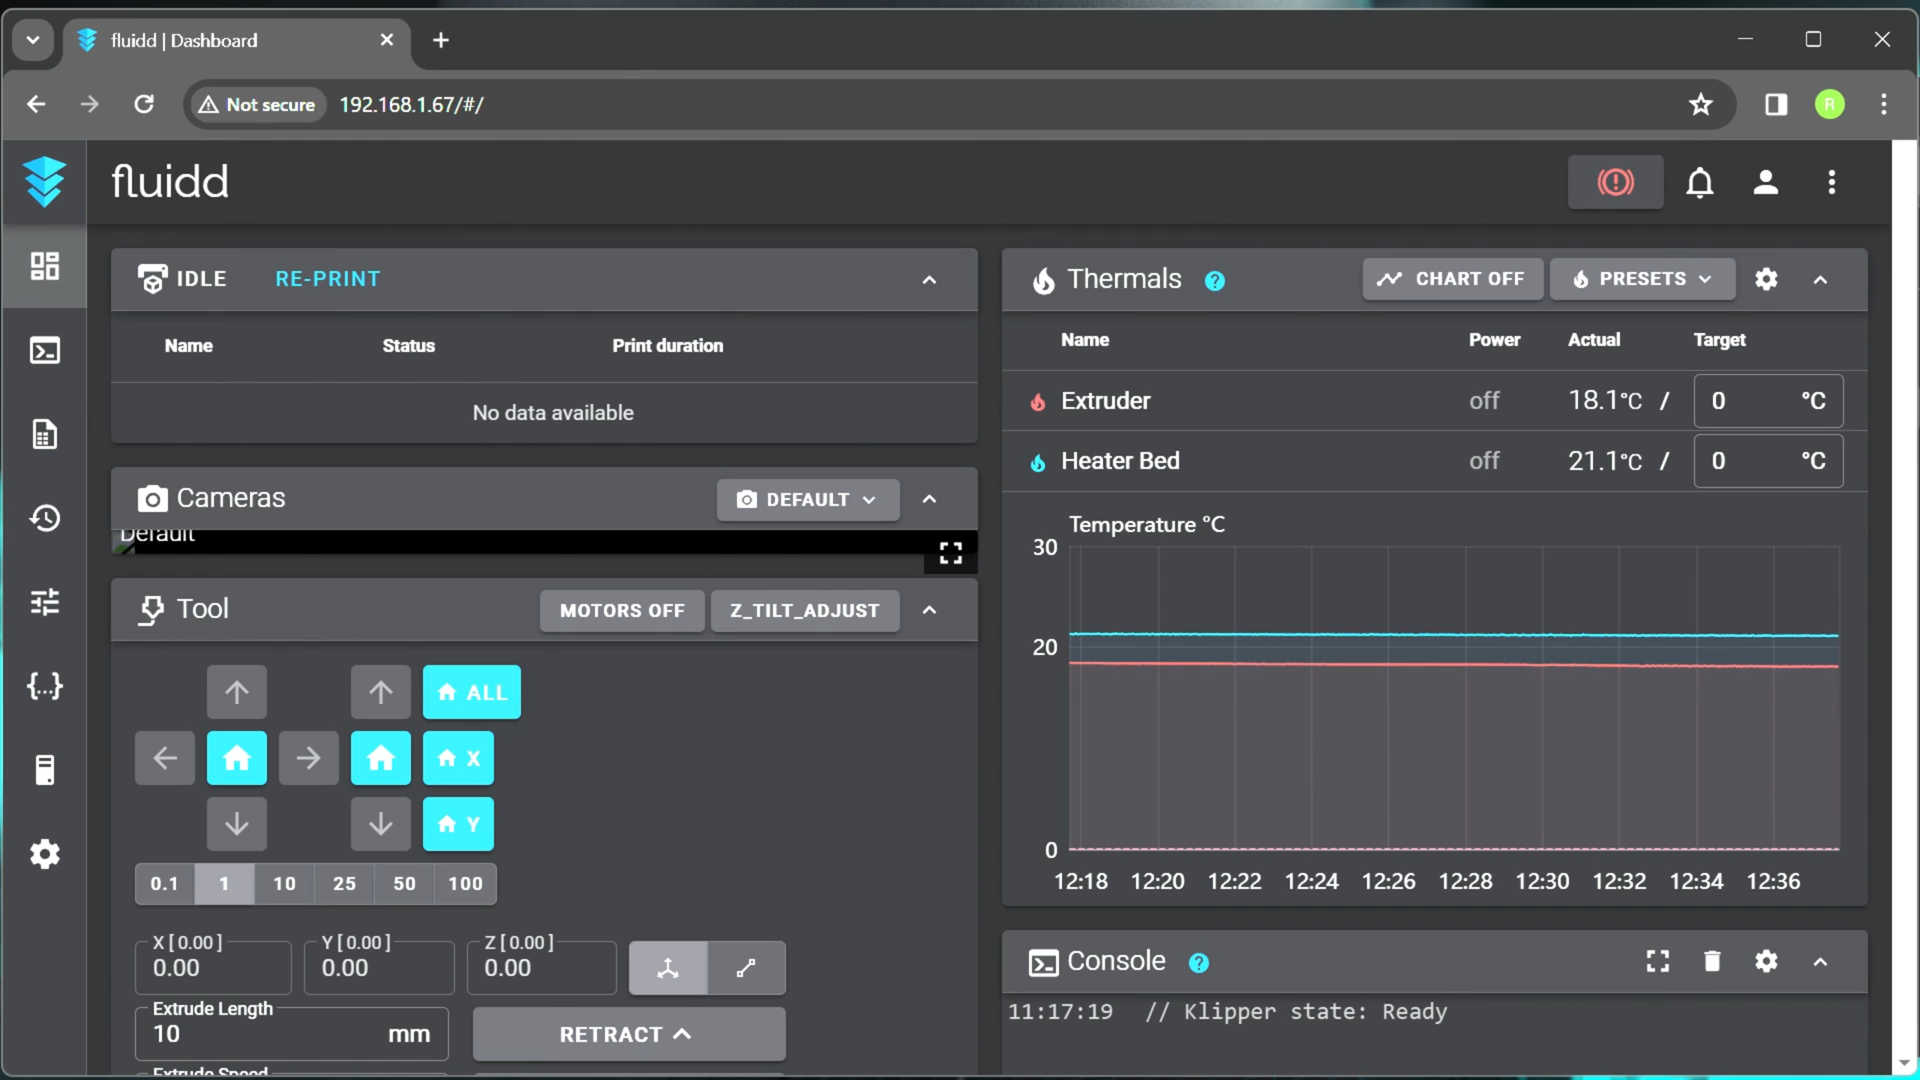 fluidd | Dashboard
Not secure
192.168.1.67/#/
R
fluidd
IDLE
RE-PRINT
Name
Status
Print duration
No data available
Cameras
DEFAULT
Default
Tool
MOTORS OFF
Z_TILT_ADJUST
ALL
X
Y
0.1
1
10
25
50
100
X [ 0.00 ]
0.00
Y [ 0.00 ]
0.00
Z [ 0.00 ]
0.00
Extrude Length
10
mm
RETRACT
Extrude Speed
Thermals
?
CHART OFF
PRESETS
Name
Power
Actual
Target
Extruder
off
18.1°C /
0
°C
Heater Bed
off
21.1°C /
0
°C
Temperature °C
30
20
0
12:18
12:20
12:22
12:24
12:26
12:28
12:30
12:32
12:34
12:36
Console
?
11:17:19 // Klipper state: Ready